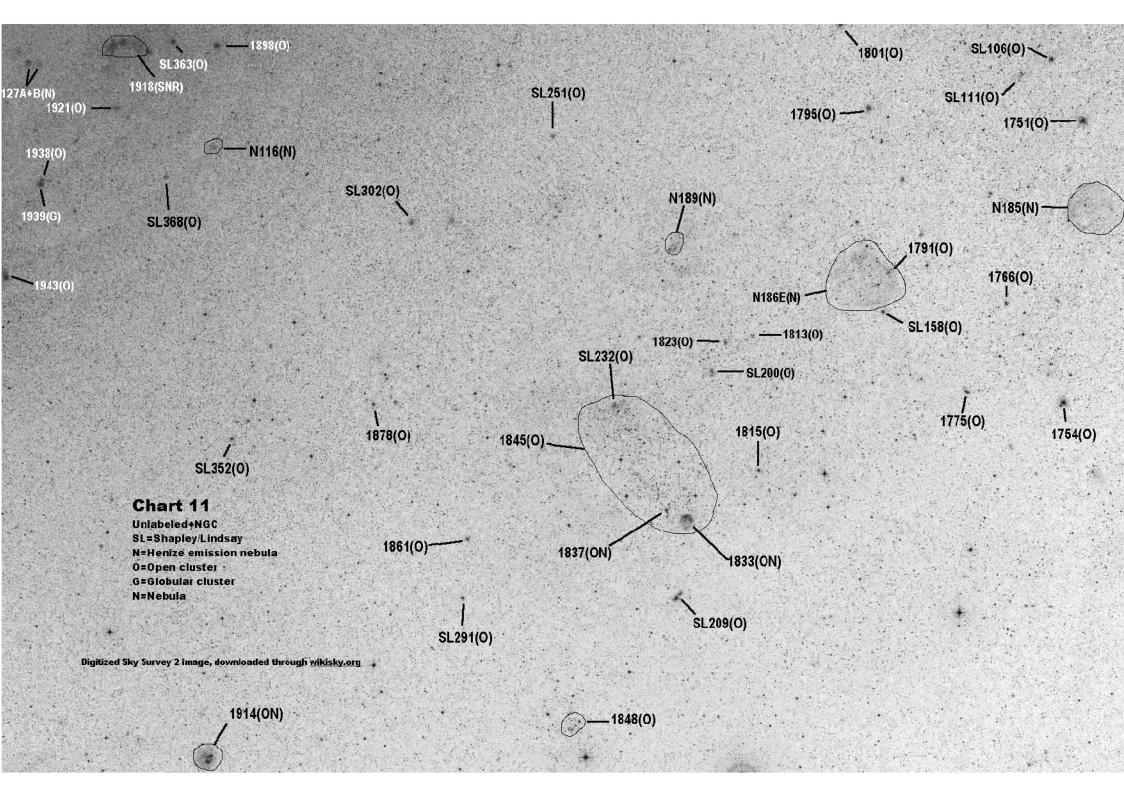 1898(O)
SL363(O)
1918(SNR)
127A+B(N)
1921(O)
1801(O)
SL106(O)
SL111(O)
SL251(O)
1795(O)
1751(O)
1938(O)
N116(N)
SL302(O)
1939(G)
SL368(O)
N189(N)
N185(N)
1791(O)
1943(O)
N186E(N)
1766(O)
SL158(O)
1823(O)
1813(O)
SL232(O)
SL200(O)
1878(O)
1845(O)
1815(O)
1775(O)
1754(O)
SL352(O)
Chart 11
Unlabeled+NGC
SL=Shapley/Lindsay
N=Henize emission nebula
O=Open cluster
G=Globular cluster
N=Nebula
1861(O)
1837(ON)
1833(ON)
SL291(O)
SL209(O)
Digitized Sky Survey 2 image, downloaded through wikisky.org
1914(ON)
1848(O)